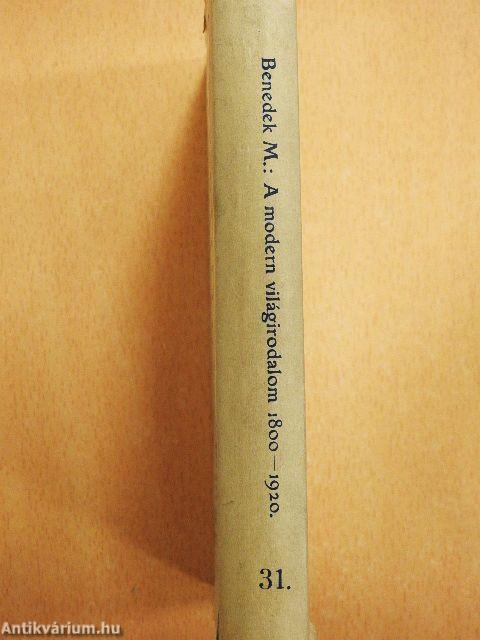 Benedek M.: A modern világirodalom 1800—1920.
31.
Antikvárium.hu